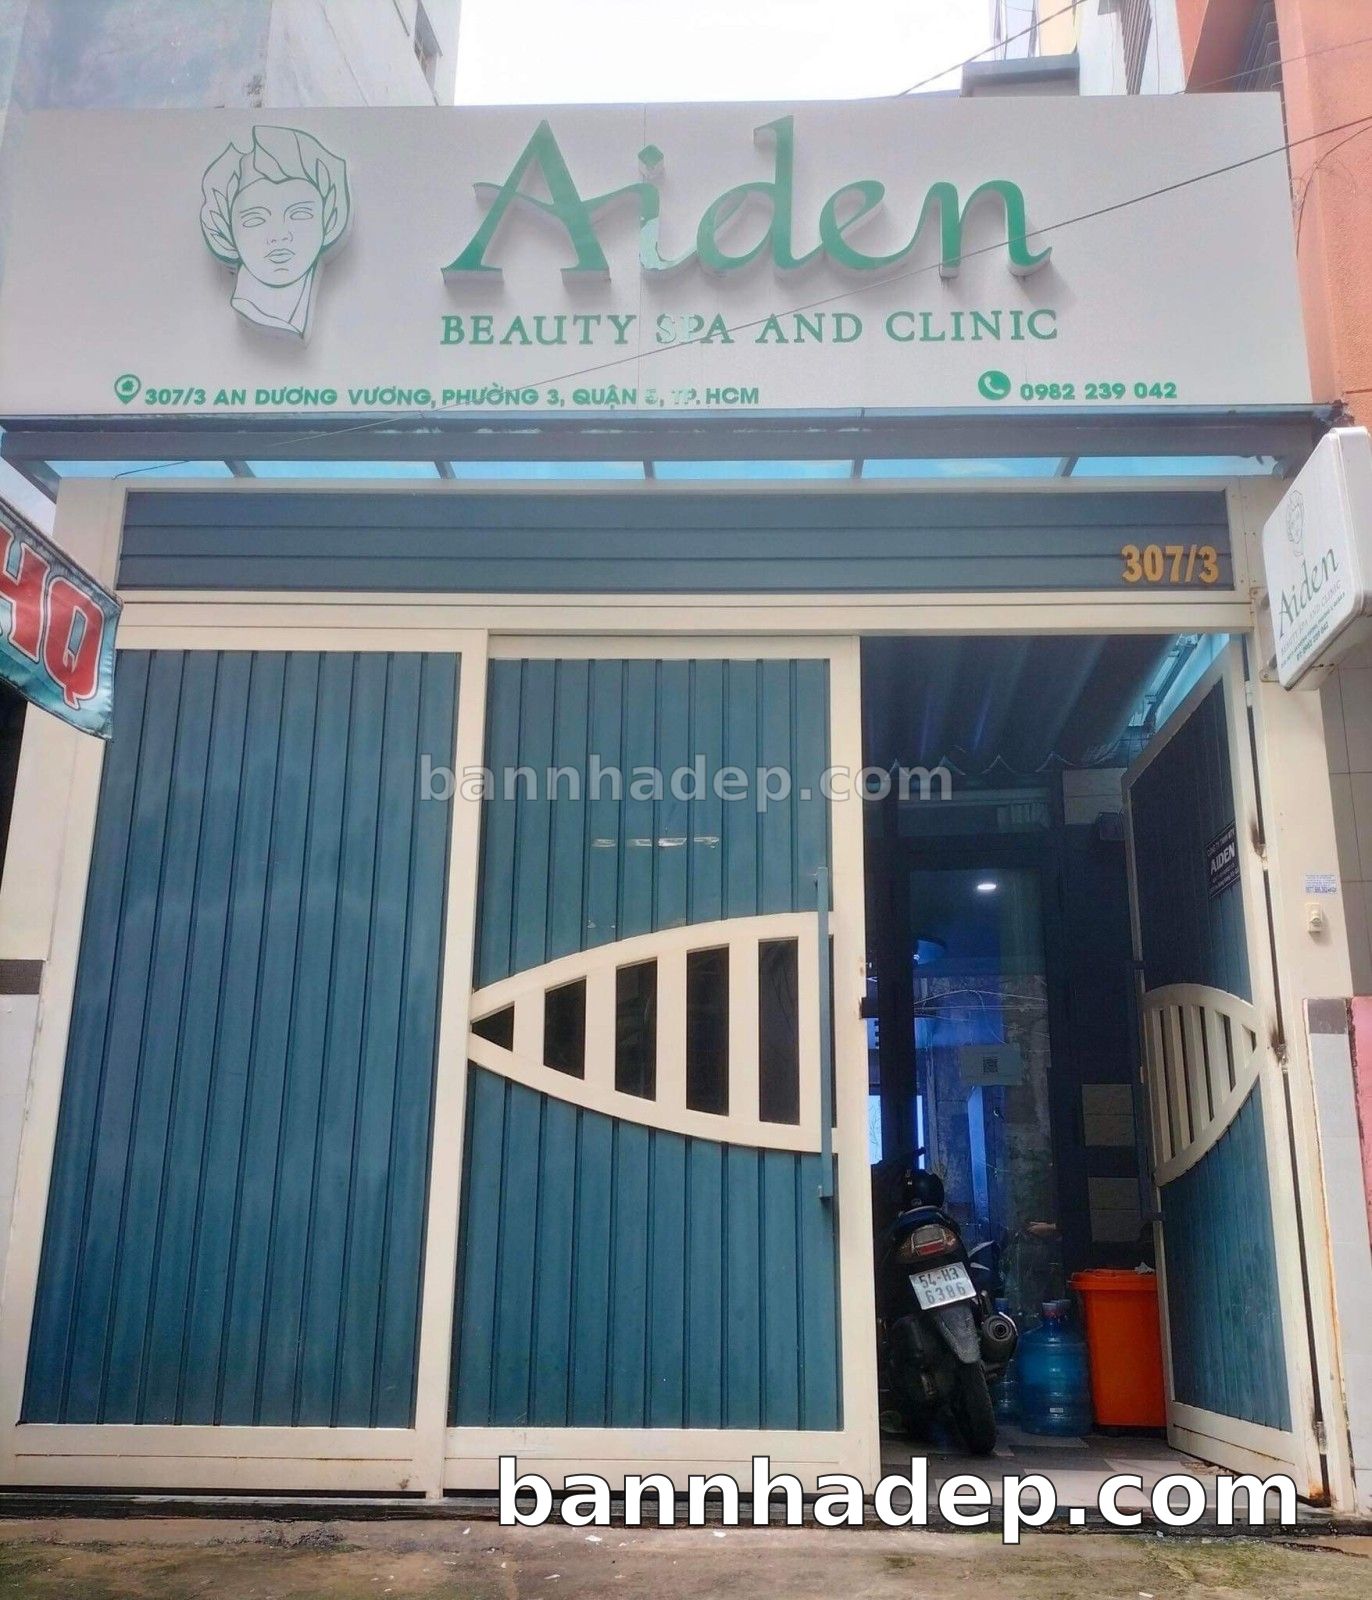 Aiden
BEAUTY SPA AND CLINIC
307/3 AN DƯƠNG VƯƠNG, PHƯỜNG 3, QUẬN 5, TP. HCM
0982 239 042
307/3
HQ
Aiden
BEAUTY SPA AND CLINIC
bannhadep.com
AIDEN
54-H3
6386
bannhadep.com